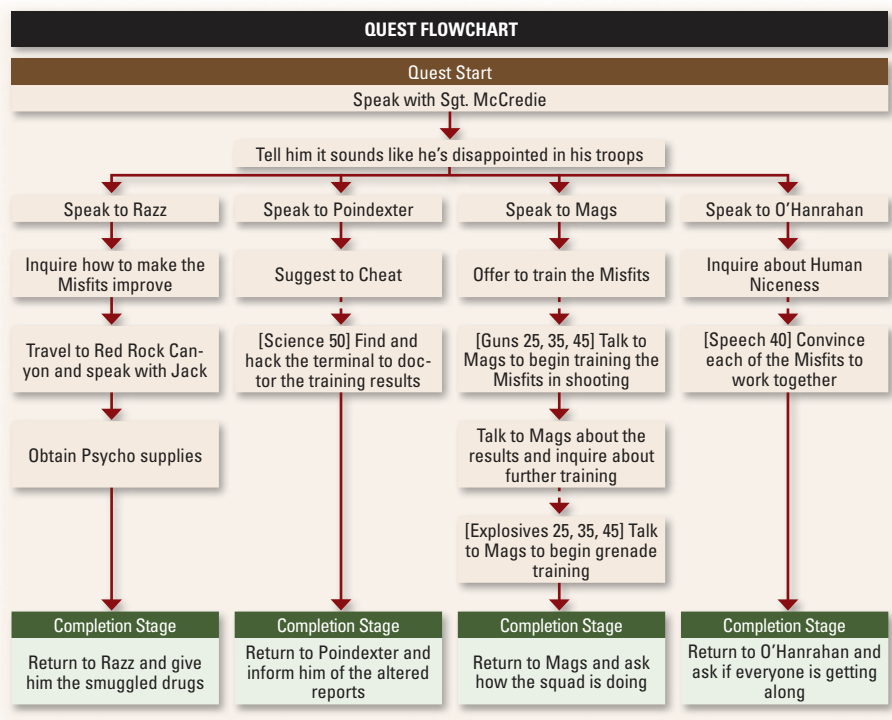 QUEST FLOWCHART
Quest Start
Speak with Sgt. McCredie
Tell him it sounds like he's disappointed in his troops
Speak to Razz
Inquire how to make the
Misfits improve
Travel to Red Rock Can-
yon and speak with Jack
Obtain Psycho supplies
Completion Stage
Return to Razz and give
him the smuggled drugs
Speak to Poindexter
Suggest to Cheat
[Science 50] Find and
hack the terminal to doc-
tor the training results
Completion Stage
Return to Poindexter and
inform him of the altered
reports
Speak to Mags
Offer to train the Misfits
[Guns 25, 35, 45] Talk to
Mags to begin training the
Misfits in shooting
Talk to Mags about the
results and inquire about
further training
[Explosives 25, 35, 45] Talk
to Mags to begin grenade
training
Completion Stage
Return to Mags and ask
how the squad is doing
Speak to O'Hanrahan
Inquire about Human
Niceness
[Speech 40] Convince
each of the Misfits to
work together
Completion Stage
Return to O'Hanrahan and
ask if everyone is getting
along